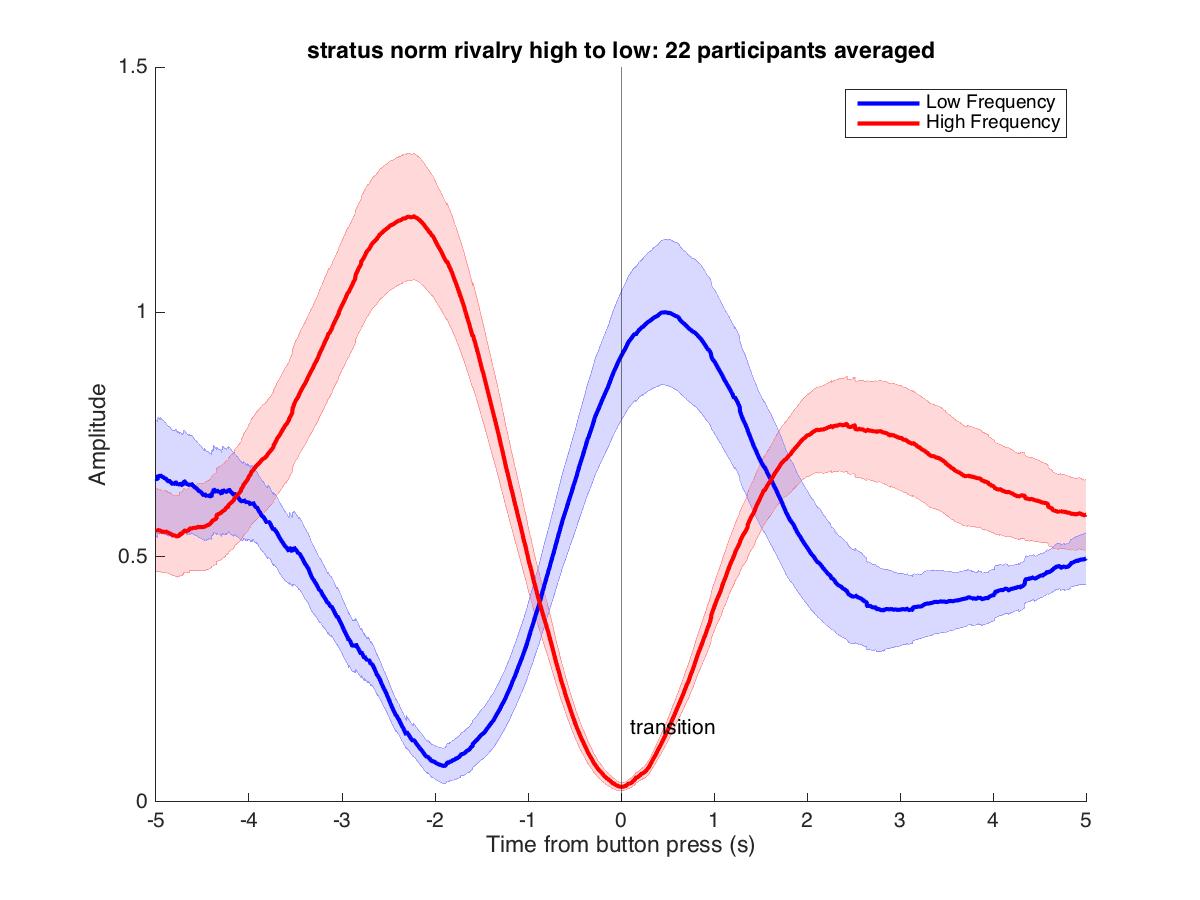 stratus norm rivalry high to low: 22 participants averaged
1.5
Low Frequency
High Frequency
1
Amplitude
0.5
transition
0
-5 -4 -3 -2 -1 0 1 2 3 4 5
Time from button press (s)